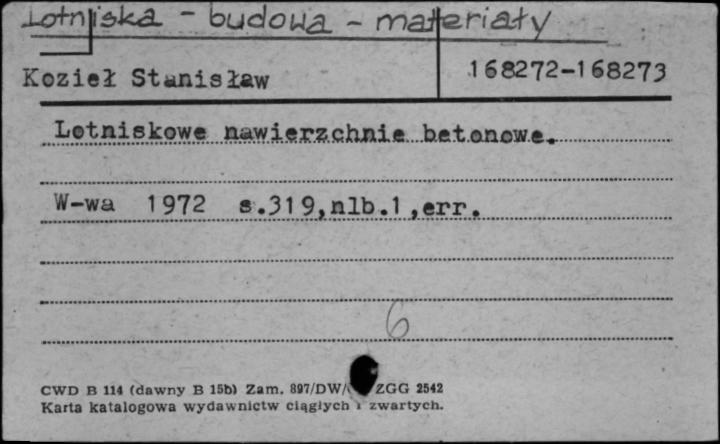 Lotniska - budowa - materiały
Kozieł Stanisław 168272-168273
Lotniskowe nawierzchnie betonowe.
W-wa 1972 s.319,nlb.1,err.
6
CWD B 114 (dawny B 15b) Zam. 897/DW/ ZGG 2542
Karta katalogowa wydawnictw ciągłych i zwartych.